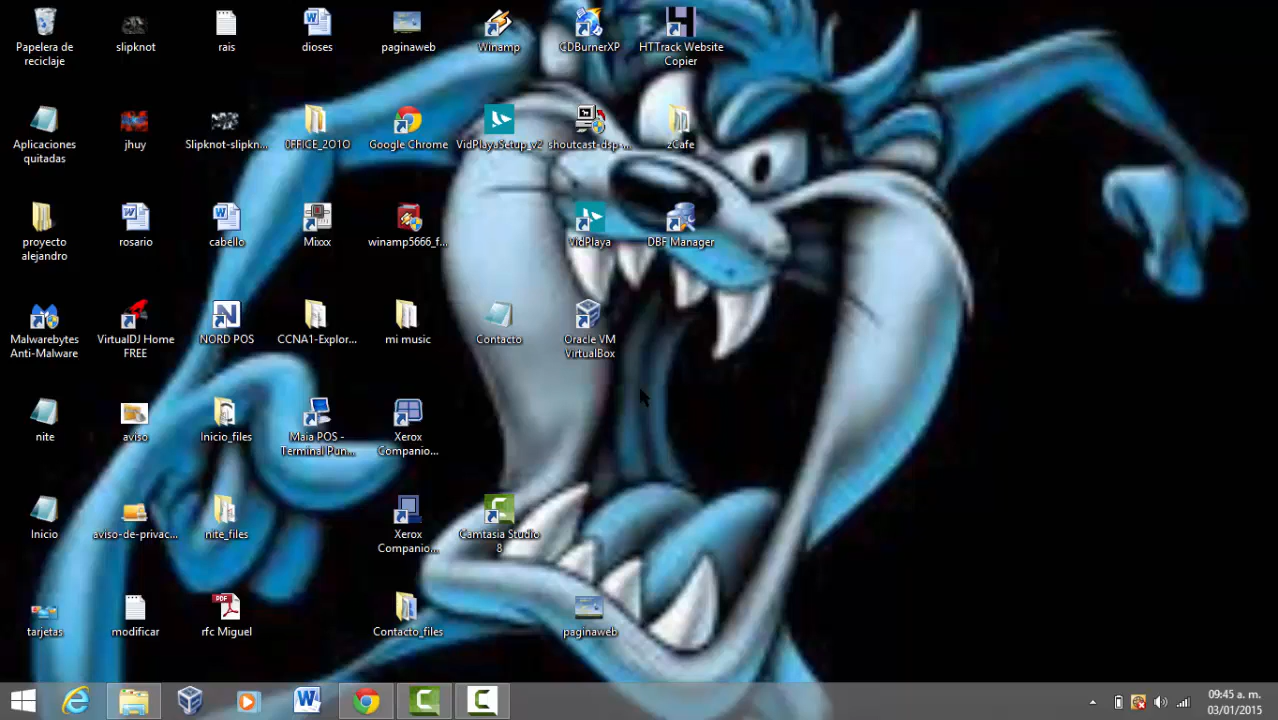 Papelera de
reciclaje
slipknot
rais
dioses
paginaweb
Winamp
CDBurnerXP
HTTrack Website
Copier
Aplicaciones
quitadas
jhuy
Slipknot-slipkn...
0FFICE_2O1O
Google Chrome
VidPlayaSetup_v2
shoutcast-dsp-...
zCafe
proyecto
alejandro
rosario
cabello
Mixxx
winamp5666_f...
VidPlaya
DBF Manager
Malwarebytes
Anti-Malware
VirtualDJ Home
FREE
NORD POS
CCNA1-Explor...
mi music
Contacto
Oracle VM
VirtualBox
nite
aviso
Inicio_files
Maia POS -
Terminal Pun...
Xerox
Companio...
Inicio
aviso-de-privac...
nite_files
Xerox
Companio...
Camtasia Studio
8
tarjetas
modificar
PDF
rfc Miguel
Contacto_files
paginaweb
09:45 a. m.
03/01/2015